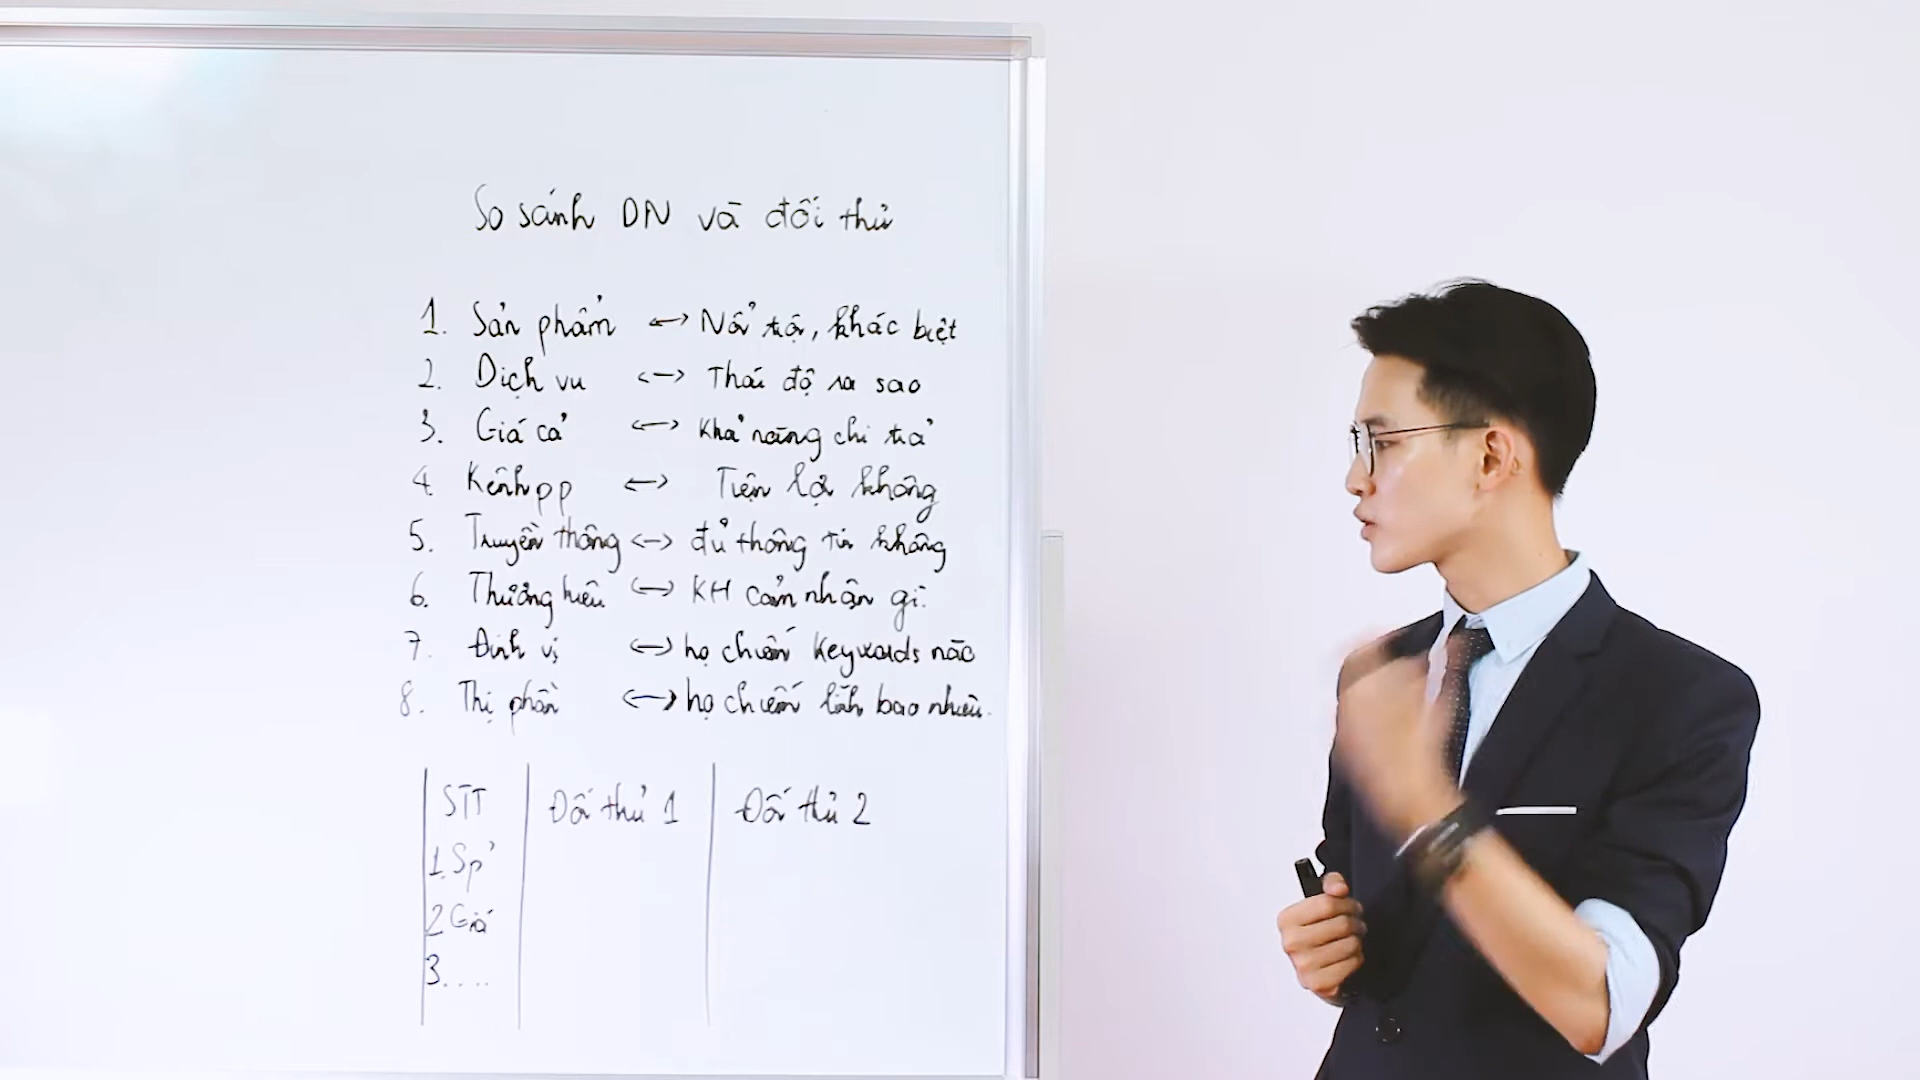 So sánh DN và đối thủ
1. Sản phẩm ↔ Nổi trội, khác biệt
2. Dịch vụ ↔ Thái độ ra sao
3. Giá cả ↔ Khả năng chi trả
4. Kênh pp ↔ Tiện lợi không
5. Truyền thông ↔ đủ thông tin không
6. Thương hiệu ↔ KH cảm nhận gì.
7. Định vị ↔ họ chiếm Keywords nào
8. Thị phần ↔ họ chiếm lĩnh bao nhiêu.
STT Đối thủ 1 Đối thủ 2
1. Sp'
2 Giá
3. . . .